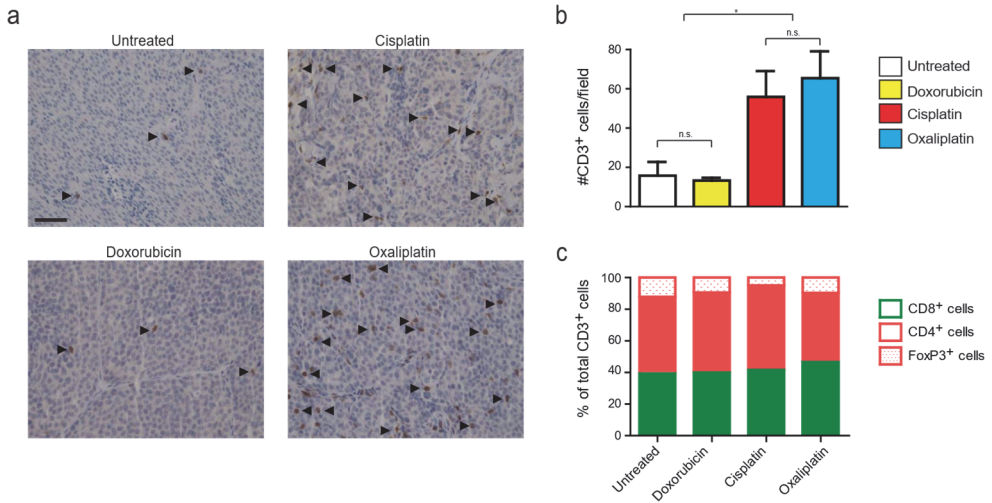 a
Untreated
Cisplatin
Doxorubicin
Oxaliplatin
b
*
n.s.
n.s.
#CD3⁺ cells/field
80
60
40
20
0
Untreated
Doxorubicin
Cisplatin
Oxaliplatin
c
% of total CD3⁺ cells
100
80
60
40
20
0
Untreated
Doxorubicin
Cisplatin
Oxaliplatin
CD8⁺ cells
CD4⁺ cells
FoxP3⁺ cells